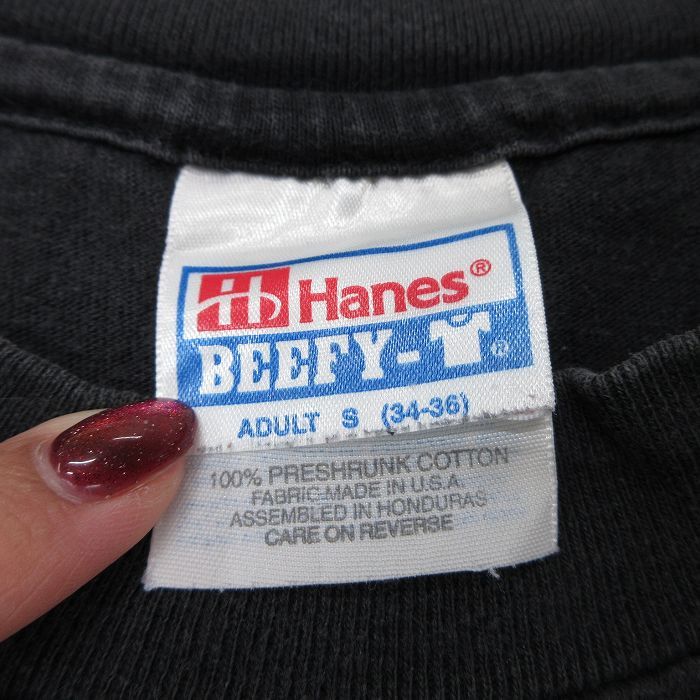 Hanes®
BEEFY-®
ADULT S (34-36)
100% PRESHRUNK COTTON
FABRIC MADE IN U.S.A.
ASSEMBLED IN HONDURAS
CARE ON REVERSE